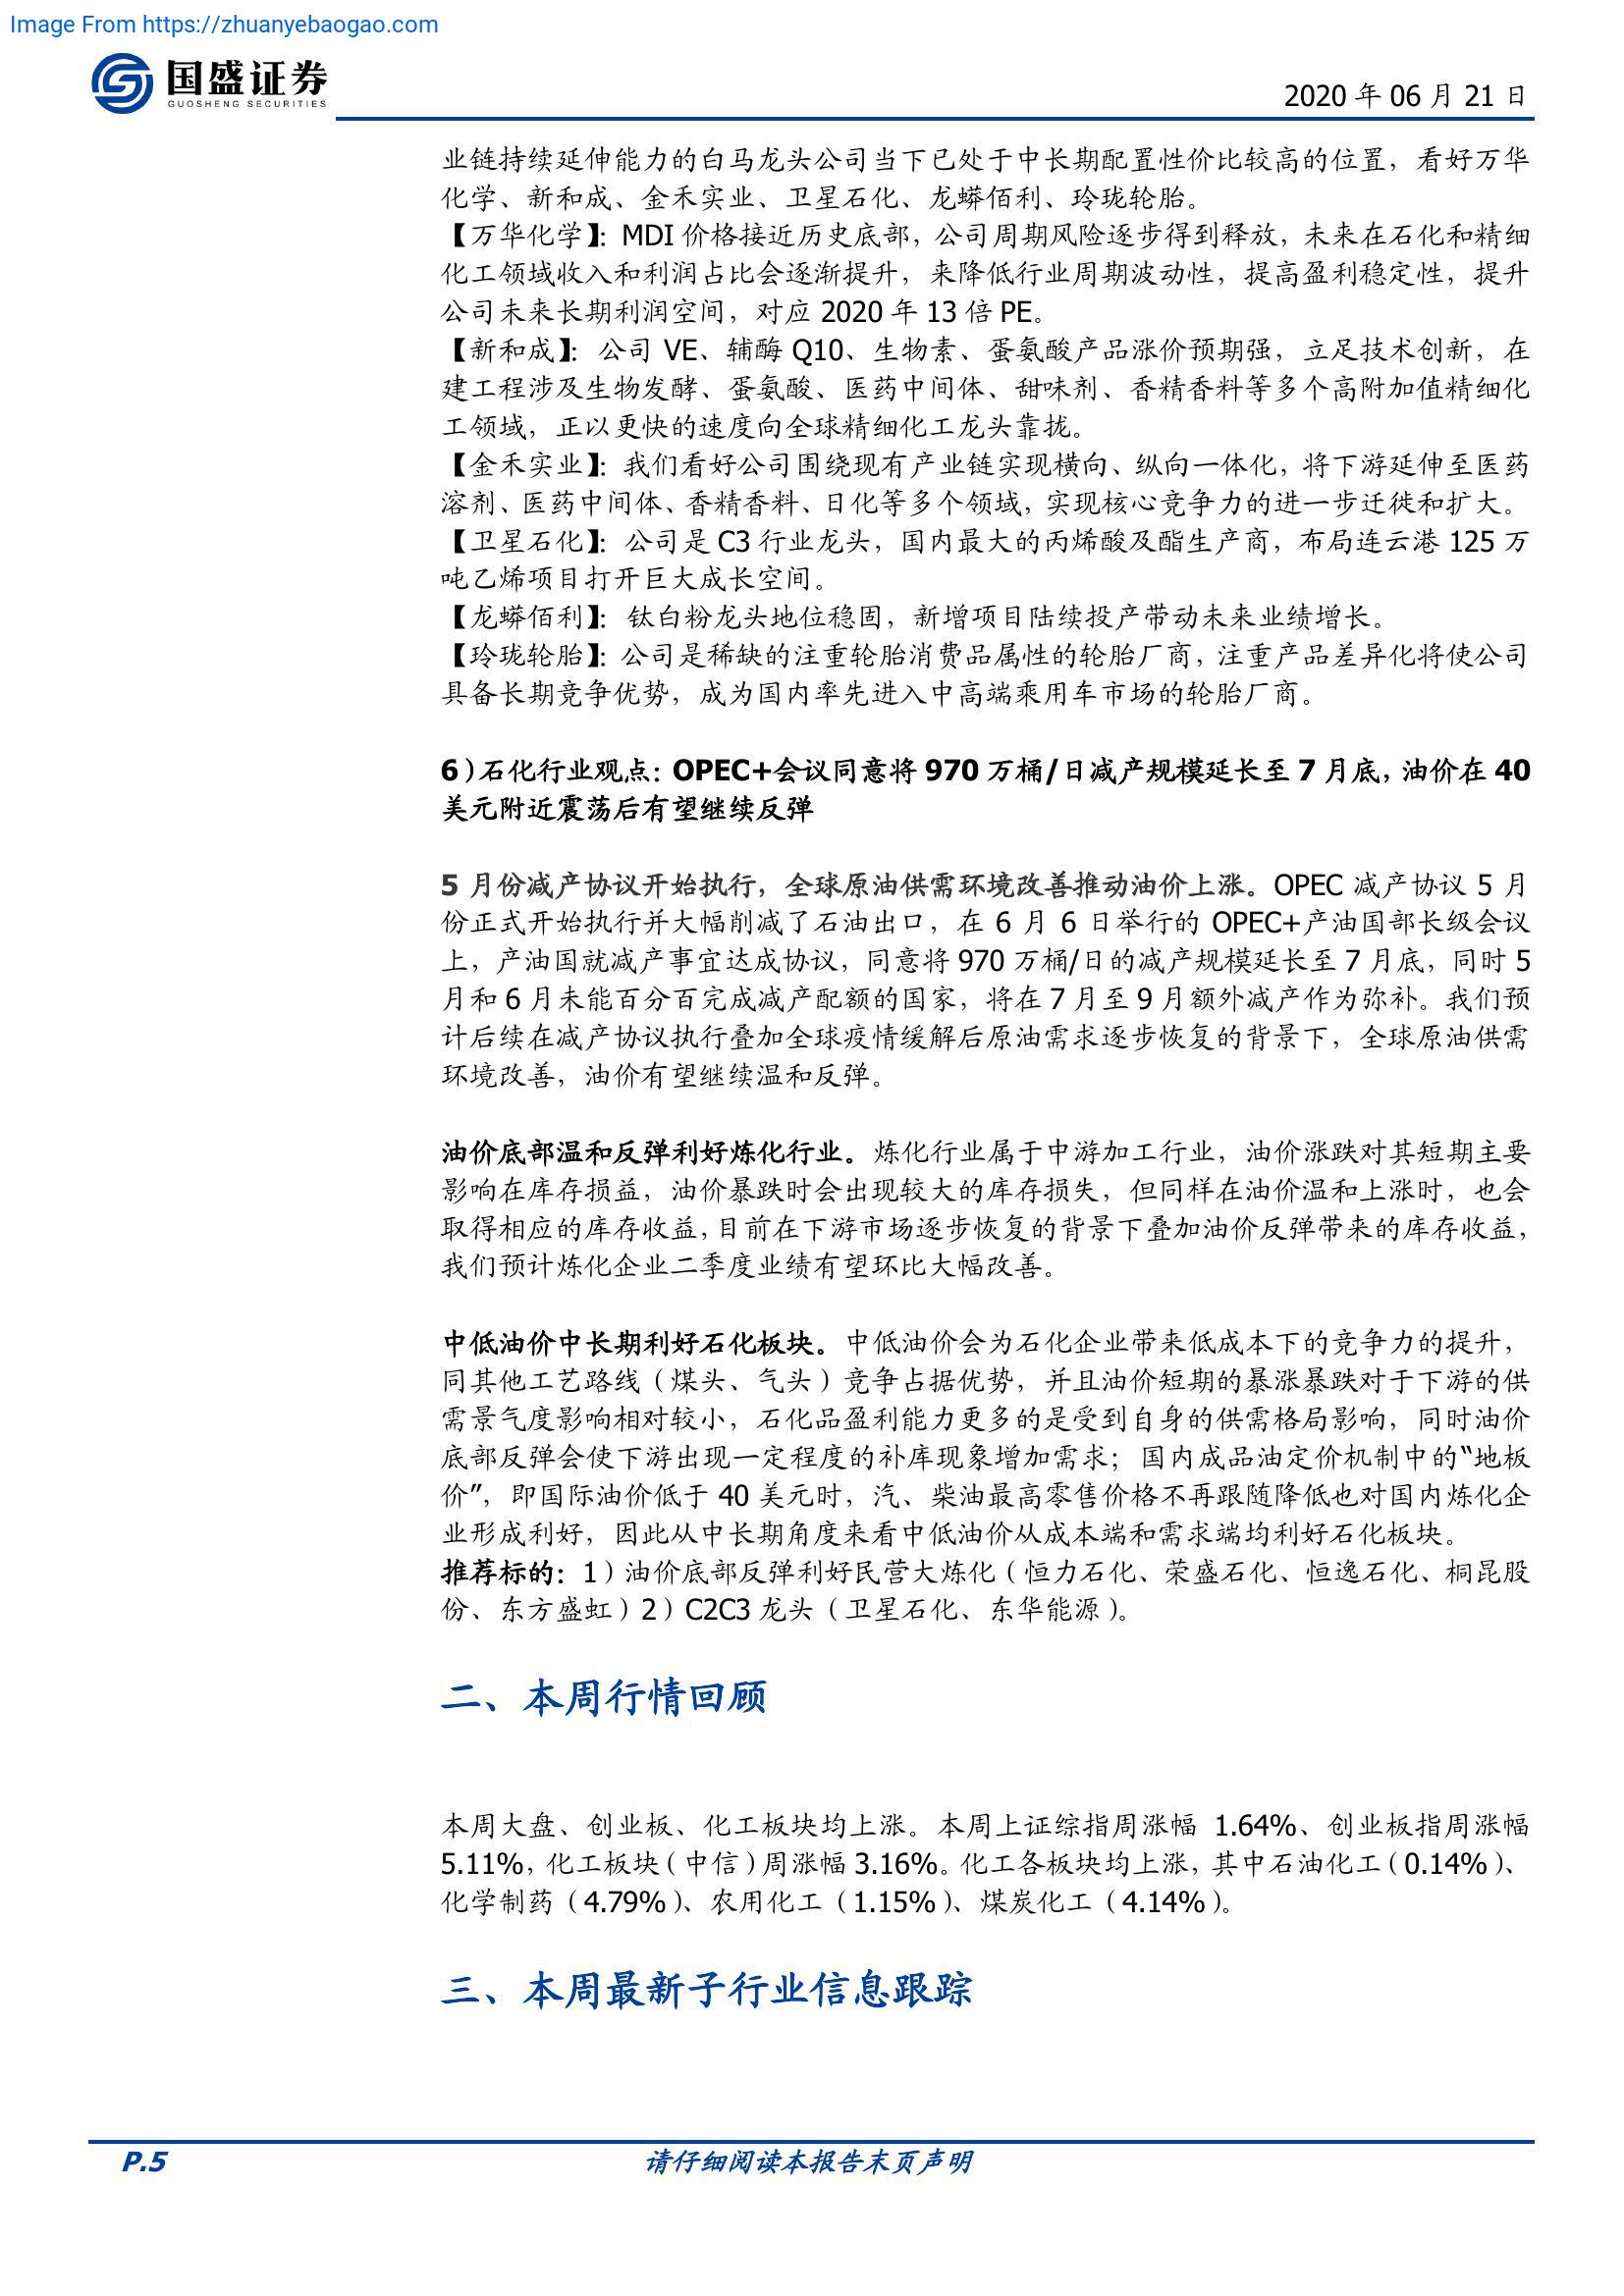 Image From https://zhuanyebaogao.com
国盛证券
GUOSHENG SECURITIES
2020 年 06 月 21 日
业链持续延伸能力的白马龙头公司当下已处于中长期配置性价比较高的位置，看好万华
化学、新和成、金禾实业、卫星石化、龙蟒佰利、玲珑轮胎。
【万华化学】：MDI 价格接近历史底部，公司周期风险逐步得到释放，未来在石化和精细
化工领域收入和利润占比会逐渐提升，来降低行业周期波动性，提高盈利稳定性，提升
公司未来长期利润空间，对应 2020 年 13 倍 PE。
【新和成】：公司 VE、辅酶 Q10、生物素、蛋氨酸产品涨价预期强，立足技术创新，在
建工程涉及生物发酵、蛋氨酸、医药中间体、甜味剂、香精香料等多个高附加值精细化
工领域，正以更快的速度向全球精细化工龙头靠拢。
【金禾实业】：我们看好公司围绕现有产业链实现横向、纵向一体化，将下游延伸至医药
溶剂、医药中间体、香精香料、日化等多个领域，实现核心竞争力的进一步迁徙和扩大。
【卫星石化】：公司是 C3 行业龙头，国内最大的丙烯酸及酯生产商，布局连云港 125 万
吨乙烯项目打开巨大成长空间。
【龙蟒佰利】：钛白粉龙头地位稳固，新增项目陆续投产带动未来业绩增长。
【玲珑轮胎】：公司是稀缺的注重轮胎消费品属性的轮胎厂商，注重产品差异化将使公司
具备长期竞争优势，成为国内率先进入中高端乘用车市场的轮胎厂商。
6）石化行业观点：OPEC+会议同意将 970 万桶/日减产规模延长至 7 月底，油价在 40
美元附近震荡后有望继续反弹
5 月份减产协议开始执行，全球原油供需环境改善推动油价上涨。OPEC 减产协议 5 月
份正式开始执行并大幅削减了石油出口，在 6 月 6 日举行的 OPEC+产油国部长级会议
上，产油国就减产事宜达成协议，同意将 970 万桶/日的减产规模延长至 7 月底，同时 5
月和 6 月未能百分百完成减产配额的国家，将在 7 月至 9 月额外减产作为弥补。我们预
计后续在减产协议执行叠加全球疫情缓解后原油需求逐步恢复的背景下，全球原油供需
环境改善，油价有望继续温和反弹。
油价底部温和反弹利好炼化行业。炼化行业属于中游加工行业，油价涨跌对其短期主要
影响在库存损益，油价暴跌时会出现较大的库存损失，但同样在油价温和上涨时，也会
取得相应的库存收益，目前在下游市场逐步恢复的背景下叠加油价反弹带来的库存收益，
我们预计炼化企业二季度业绩有望环比大幅改善。
中低油价中长期利好石化板块。中低油价会为石化企业带来低成本下的竞争力的提升，
同其他工艺路线（煤头、气头）竞争占据优势，并且油价短期的暴涨暴跌对于下游的供
需景气度影响相对较小，石化品盈利能力更多的是受到自身的供需格局影响，同时油价
底部反弹会使下游出现一定程度的补库现象增加需求；国内成品油定价机制中的“地板
价”，即国际油价低于 40 美元时，汽、柴油最高零售价格不再跟随降低也对国内炼化企
业形成利好，因此从中长期角度来看中低油价从成本端和需求端均利好石化板块。
推荐标的：1）油价底部反弹利好民营大炼化（恒力石化、荣盛石化、恒逸石化、桐昆股
份、东方盛虹）2）C2C3 龙头（卫星石化、东华能源）。
二、本周行情回顾
本周大盘、创业板、化工板块均上涨。本周上证综指周涨幅 1.64%、创业板指周涨幅
5.11%，化工板块（中信）周涨幅 3.16%。化工各板块均上涨，其中石油化工（0.14%）、
化学制药（4.79%）、农用化工（1.15%）、煤炭化工（4.14%）。
三、本周最新子行业信息跟踪
P.5
请仔细阅读本报告末页声明